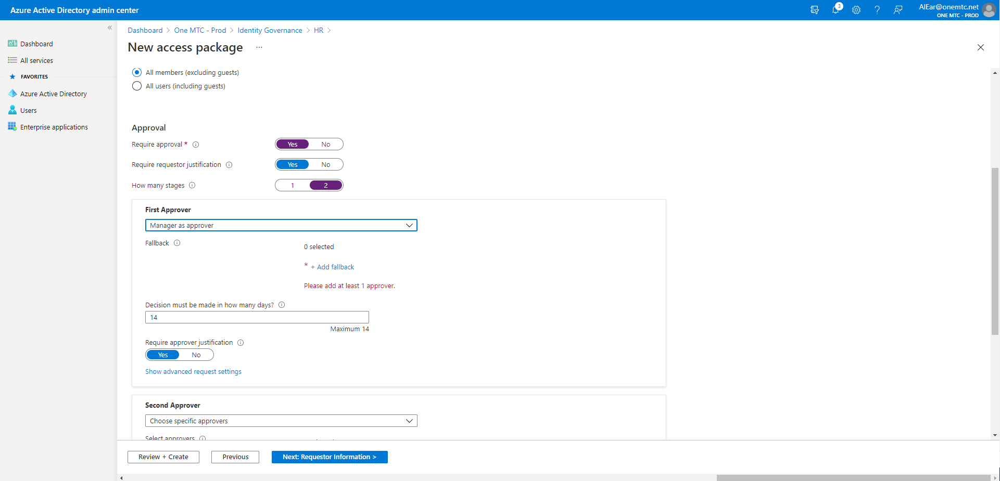 Azure Active Directory admin center
3
AlEar@onemtc.net
ONE MTC - PROD
Dashboard
All services
FAVORITES
Azure Active Directory
Users
Enterprise applications
Dashboard > One MTC - Prod > Identity Governance > HR >
New access package ...
All members (excluding guests)
All users (including guests)
Approval
Require approval * Yes No
Require requestor justification Yes No
How many stages 1 2
First Approver
Manager as approver
Fallback
0 selected
* + Add fallback
Please add at least 1 approver.
Decision must be made in how many days?
14
Maximum 14
Require approver justification
Yes No
Show advanced request settings
Second Approver
Choose specific approvers
Select approvers
Review + Create
Previous
Next: Requestor Information >